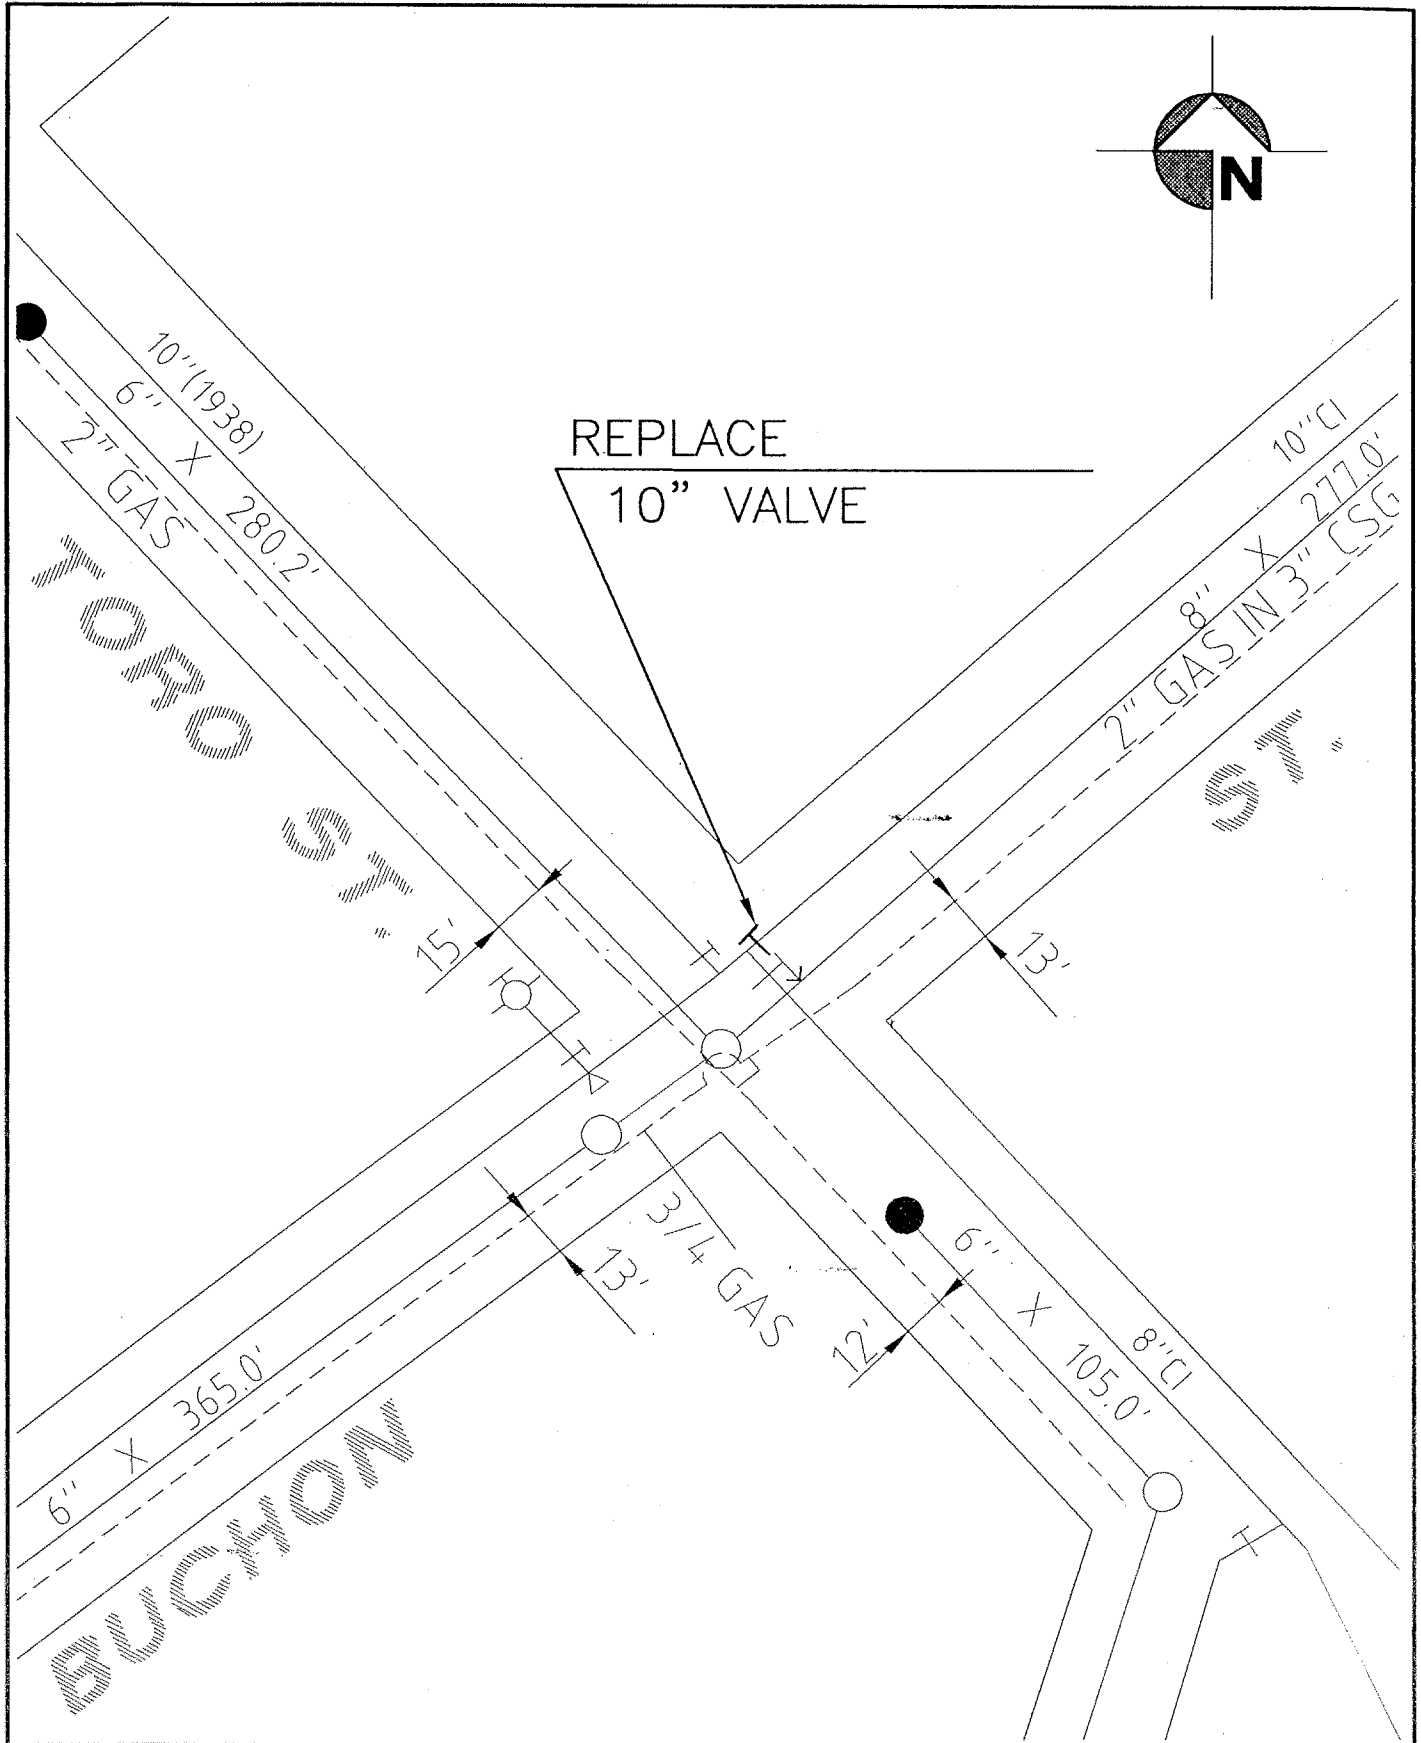 N
10''(1938)
6'' X 280.2'
2'' GAS
REPLACE
10" VALVE
10''CI
8'' X 277.0'
2'' GAS IN 3'' CSG
TORO ST.
ST.
15'
13'
13'
3/4 GAS
12'
6'' X 105.0'
8''CI
6'' X 365.0'
BUCHON